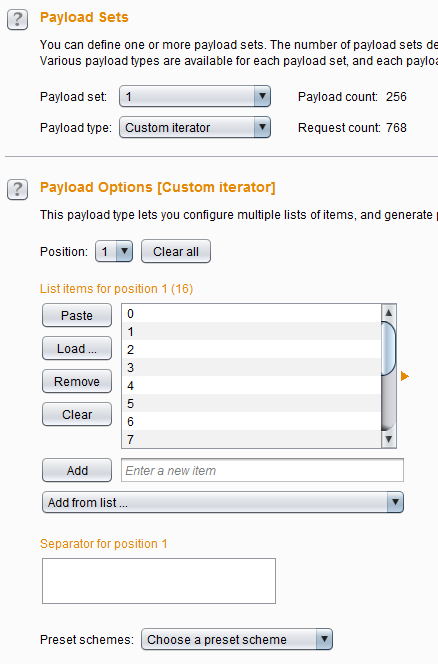 ?
Payload Sets
You can define one or more payload sets. The number of payload sets de
Various payload types are available for each payload set, and each payloa
Payload set: 1 Payload count: 256
Payload type: Custom iterator Request count: 768
?
Payload Options [Custom iterator]
This payload type lets you configure multiple lists of items, and generate p
Position: 1 Clear all
List items for position 1 (16)
Paste
Load ...
Remove
Clear
0
1
2
3
4
5
6
7
Add Enter a new item
Add from list ...
Separator for position 1
Preset schemes: Choose a preset scheme